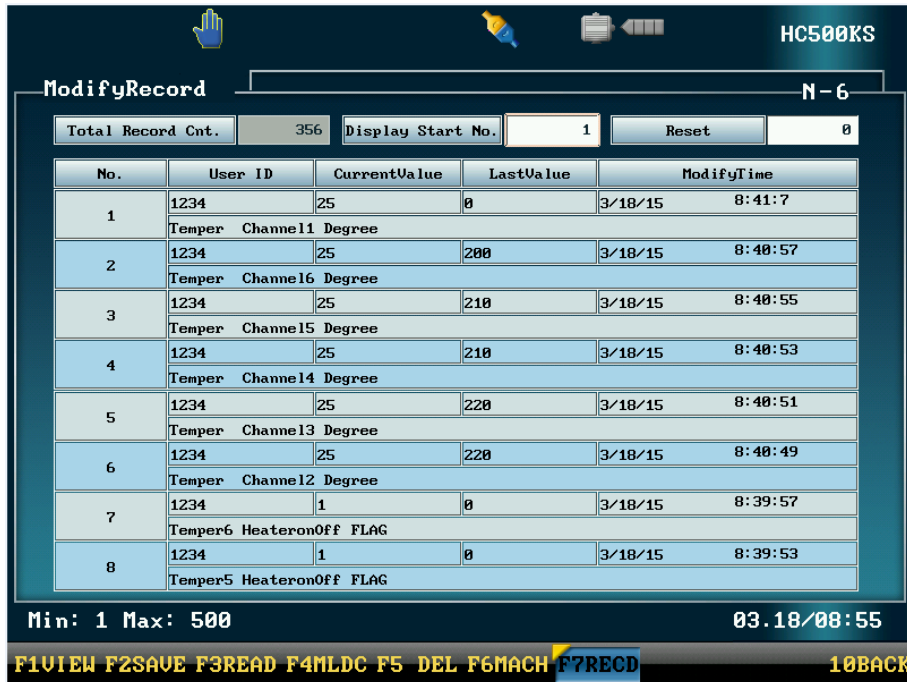 HC500KS
ModifyRecord N-6
Total Record Cnt. 356 Display Start No. 1 Reset 0
No. User ID CurrentValue LastValue ModifyTime
1 1234 25 0 3/18/15 8:41:7
Temper Channel1 Degree
2 1234 25 200 3/18/15 8:40:57
Temper Channel6 Degree
3 1234 25 210 3/18/15 8:40:55
Temper Channel5 Degree
4 1234 25 210 3/18/15 8:40:53
Temper Channel4 Degree
5 1234 25 220 3/18/15 8:40:51
Temper Channel3 Degree
6 1234 25 220 3/18/15 8:40:49
Temper Channel2 Degree
7 1234 1 0 3/18/15 8:39:57
Temper6 HeateronOff FLAG
8 1234 1 0 3/18/15 8:39:53
Temper5 HeateronOff FLAG
Min: 1 Max: 500 03.18/08:55
F1VIEW F2SAVE F3READ F4MLDC F5 DEL F6MACH F7RECD 10BACK